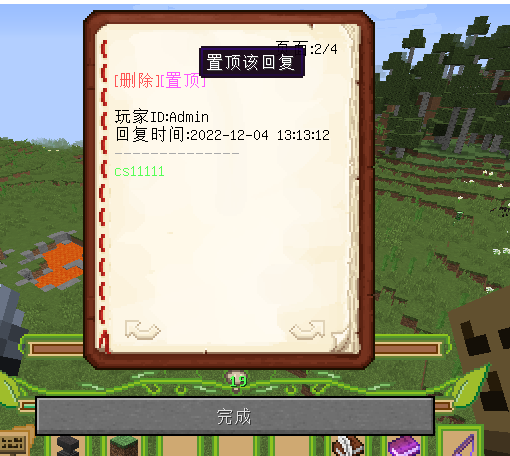 页页:2/4
置顶该回复
[删除][置顶]
玩家ID:Admin
回复时间:2022-12-04 13:13:12
---------------
cs11111
19
完成